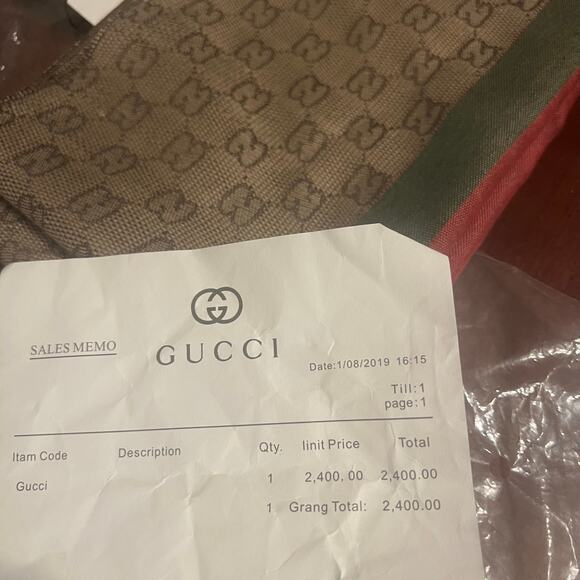 SALES MEMO
GUCCI
Date:1/08/2019 16:15
Till:1
page:1
Itam Code Description Qty. Iinit Price Total
Gucci 1 2,400, 00 2,400.00
1 Grang Total: 2,400.00